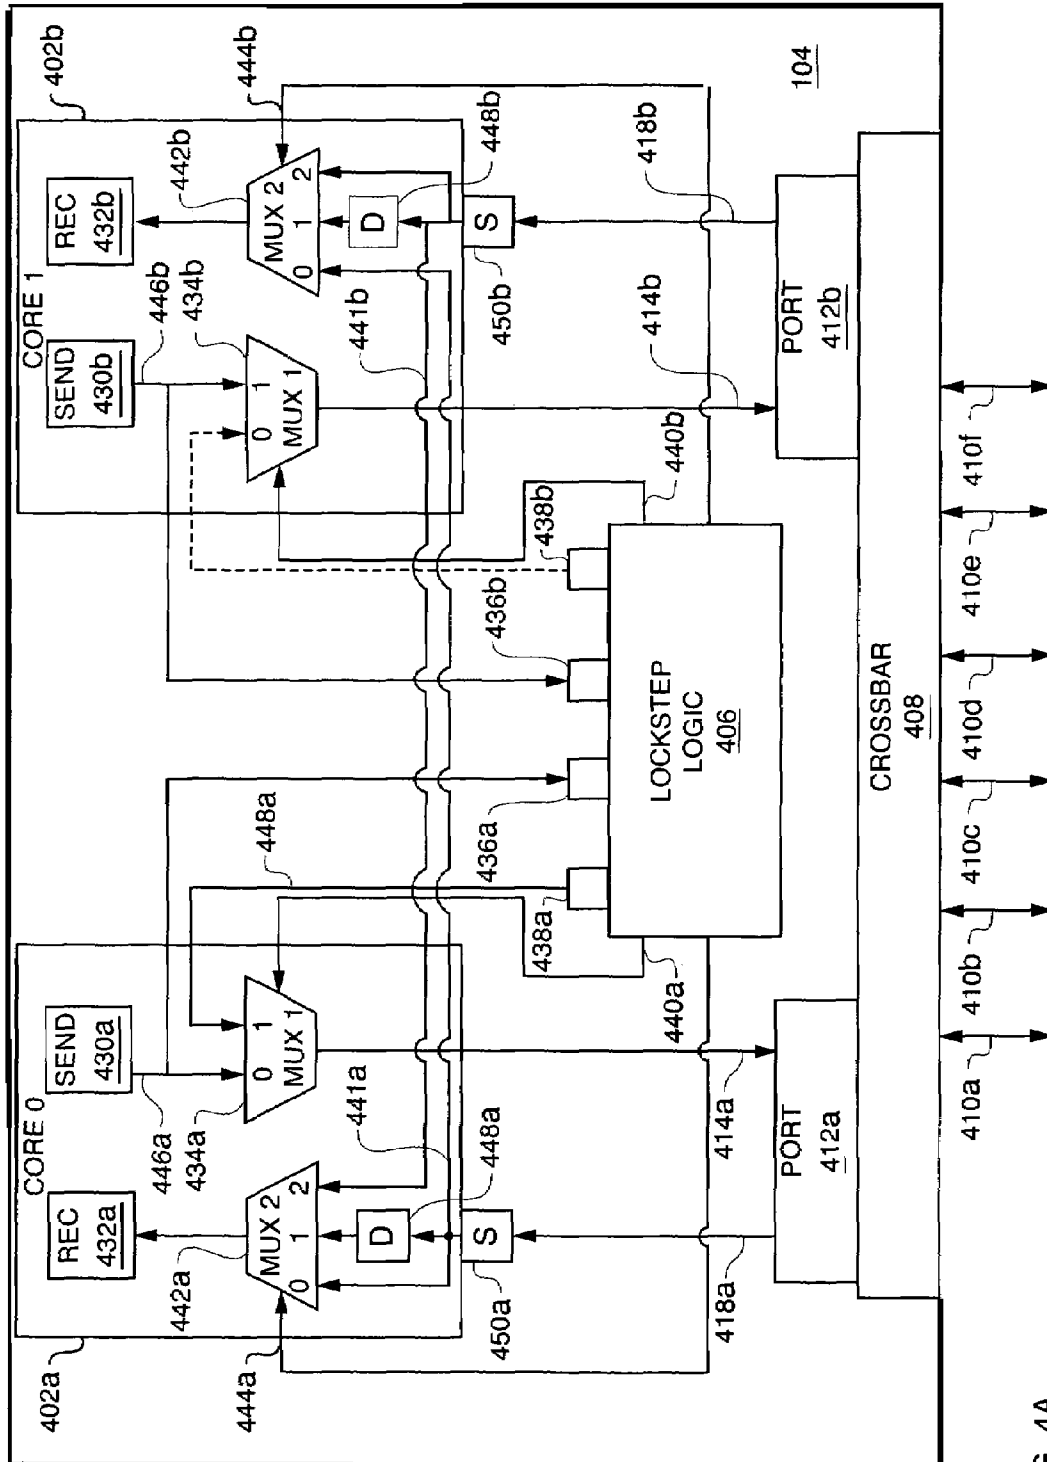 402a
402b
CORE 0
CORE 1
REC
432a
SEND
430a
SEND
430b
REC
432b
442a
446a
434a
446b
434b
442b
444a
444b
MUX 2
0 1 2
MUX 1
0 1
MUX 1
0 1
MUX 2
0 1 2
D
D
S
S
441a
448a
448a
441b
448b
450a
450b
438a
436a
436b
438b
440a
440b
LOCKSTEP
LOGIC
406
418a
414a
414b
418b
PORT
412a
PORT
412b
104
CROSSBAR
408
410a
410b
410c
410d
410e
410f
4A